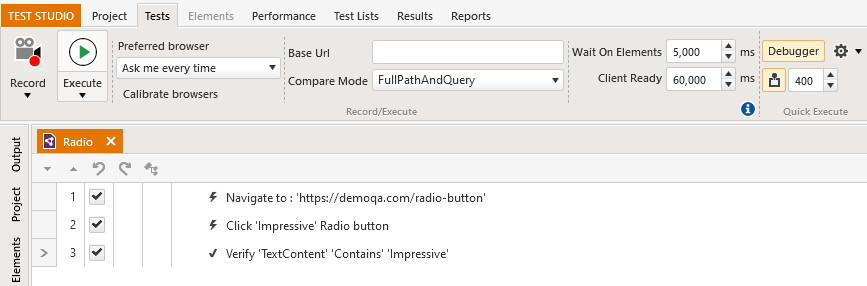 TEST STUDIO Project Tests Elements Performance Test Lists Results Reports
Record
Execute
Preferred browser
Ask me every time
Calibrate browsers
Base Url
Compare Mode FullPathAndQuery
Record/Execute
Wait On Elements 5,000 ms
Client Ready 60,000 ms
Debugger
400
Quick Execute
Output
Project
Elements
Radio
1 Navigate to : 'https://demoqa.com/radio-button'
2 Click 'Impressive' Radio button
3 Verify 'TextContent' 'Contains' 'Impressive'